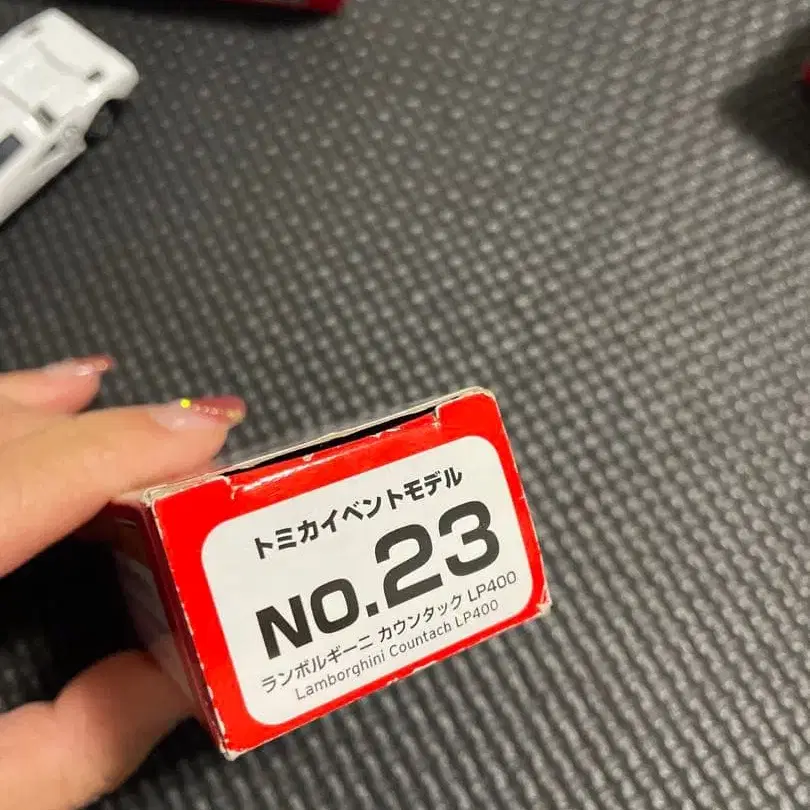 トミカイベントモデル
NO.23
ランボルギーニ カウンタック LP400
Lamborghini Countach LP400